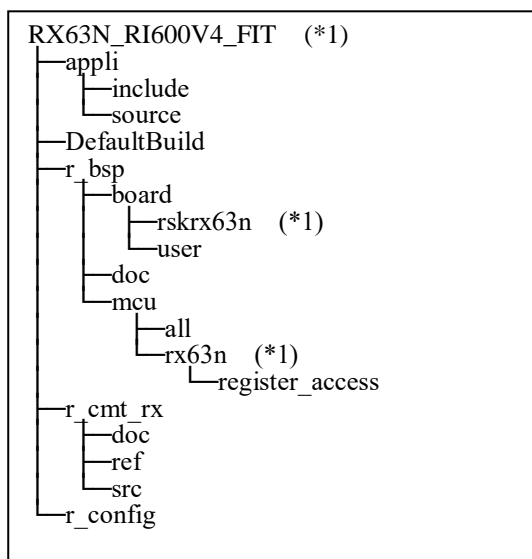 RX63N_RI600V4_FIT (*1)
appli
include
source
DefaultBuild
r_bsp
board
rskrx63n (*1)
user
doc
mcu
all
rx63n (*1)
register_access
r_cmt_rx
doc
ref
src
r_config